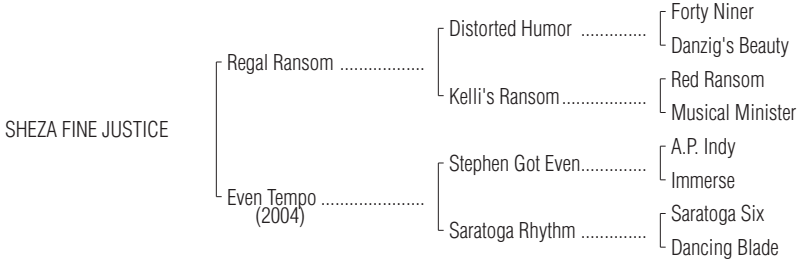 Forty Niner
Distorted Humor ..............
Danzig's Beauty
Regal Ransom ..................
Red Ransom
Kelli's Ransom..................
Musical Minister
SHEZA FINE JUSTICE
A.P. Indy
Stephen Got Even..............
Immerse
Even Tempo ......................
(2004)
Saratoga Six
Saratoga Rhythm ..............
Dancing Blade